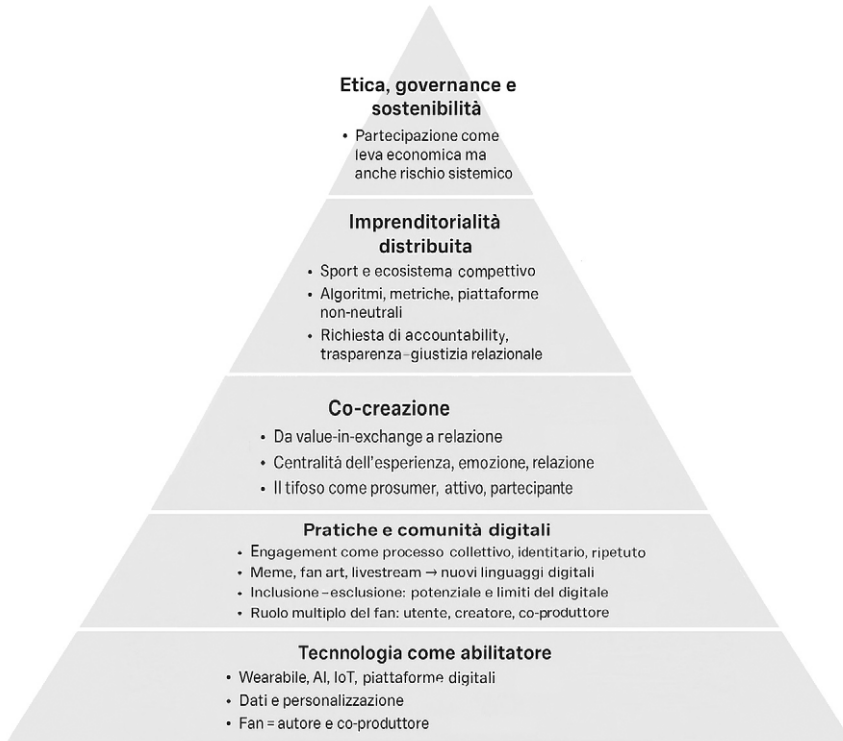 Etica, governance e
sostenibilità
• Partecipazione come
leva economica ma
anche rischio sistemico
Imprenditorialità
distribuita
• Sport e ecosistema competitivo
• Algoritmi, metriche, piattaforme
non-neutrali
• Richiesta di accountability,
trasparenza–giustizia relazionale
Co-creazione
• Da value-in-exchange a relazione
• Centralità dell'esperienza, emozione, relazione
• Il tifoso come prosumer, attivo, partecipante
Pratiche e comunità digitali
• Engagement come processo collettivo, identitario, ripetuto
• Meme, fan art, livestream → nuovi linguaggi digitali
• Inclusione–esclusione: potenziale e limiti del digitale
• Ruolo multiplo del fan: utente, creatore, co-produttore
Tecnnologia come abilitatore
• Wearabile, AI, IoT, piattaforme digitali
• Dati e personalizzazione
• Fan = autore e co-produttore